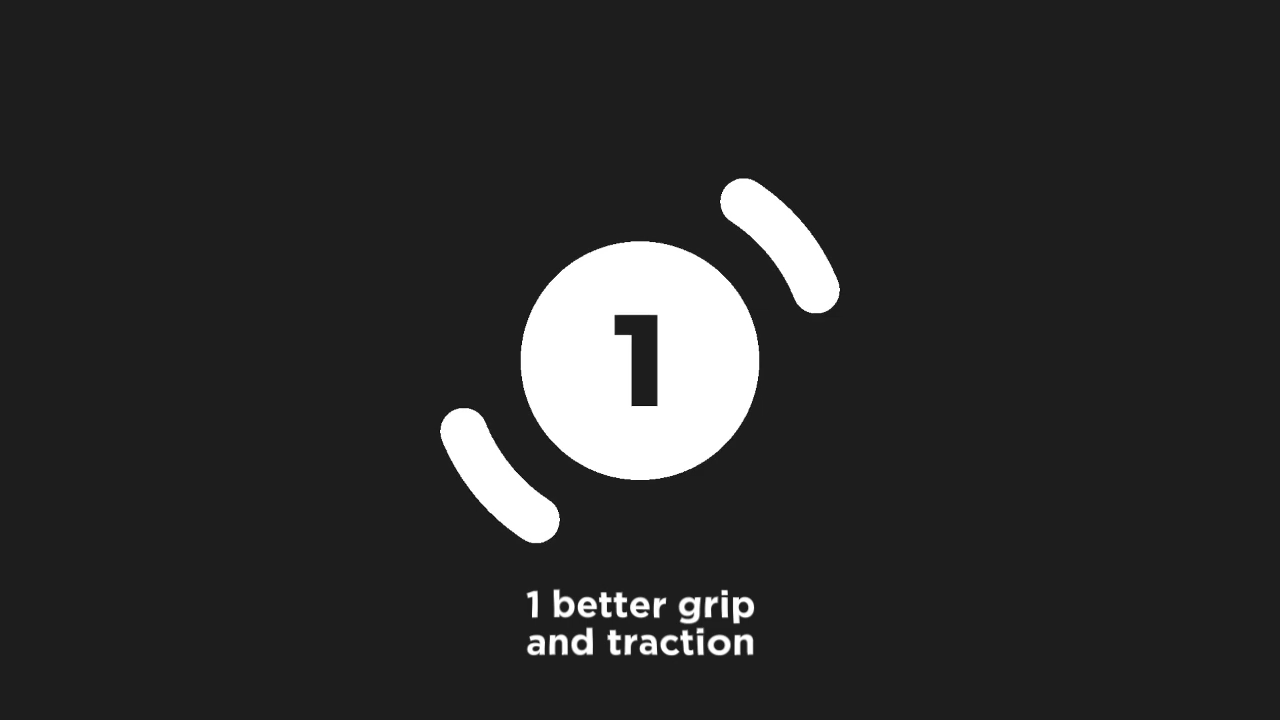 1
1 better grip
and traction